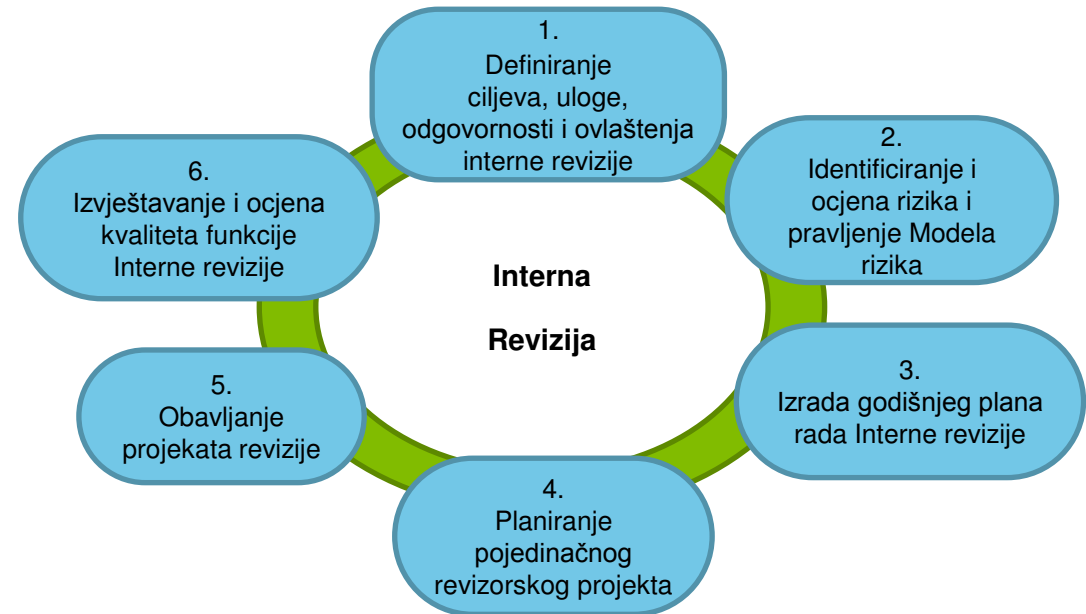 1.
Definiranje
ciljeva, uloge,
odgovornosti i ovlaštenja
interne revizije
2.
Identificiranje i
ocjena rizika i
pravljenje Modela
rizika
3.
Izrada godišnjeg plana
rada Interne revizije
4.
Planiranje
pojedinačnog
revizorskog projekta
5.
Obavljanje
projekata revizije
6.
Izvještavanje i ocjena
kvaliteta funkcije
Interne revizije
Interna
Revizija